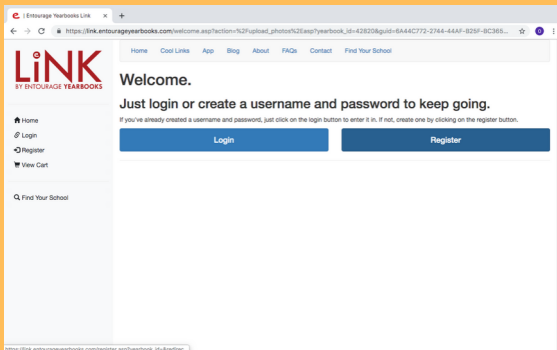 | Entourage Yearbooks Link
https://link.entourageyearbooks.com/welcome.asp?action=%2Fupload_photos%2Easp?yearbook_id=42820&guid=6A44C772-2744-44AF-825F-8C365...
Home Cool Links App Blog About FAQs Contact Find Your School
LiNK
BY ENTOURAGE YEARBOOKS
Welcome.
Just login or create a username and password to keep going.
If you've already created a username and password, just click on the login button to enter it in. If not, create one by clicking on the register button.
Login Register
Home
Login
Register
View Cart
Find Your School